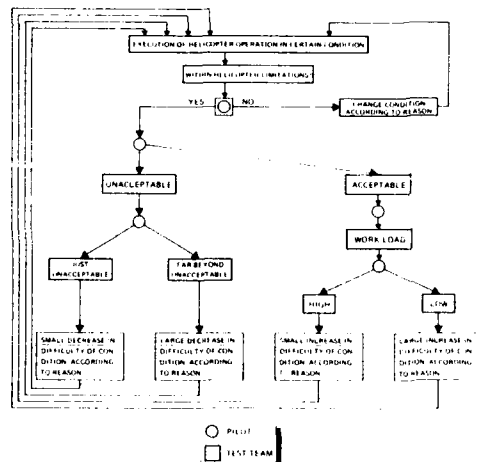 EXECUTION OF HELICOPTER OPERATION IN CERTAIN CONDITION
WITHIN HELICOPTER LIMITATIONS?
YES
NO
CHANGE CONDITION
ACCORDING TO REASON
UNACCEPTABLE
ACCEPTABLE
WORK LOAD
JUST
UNACCEPTABLE
FAR BEYOND
UNACCEPTABLE
HIGH
LOW
SMALL DECREASE IN
DIFFICULTY OF CON
DITION ACCORDING
TO REASON
LARGE DECREASE IN
DIFFICULTY OF CON
DITION ACCORDING
TO REASON
SMALL INCREASE IN
DIFFICULTY OF CON
DITION ACCORDING
REASON
LARGE INCREASE IN
DIFFICULTY OF CON
DITION ACCORDING
TO REASON
PILOT
TEST TEAM